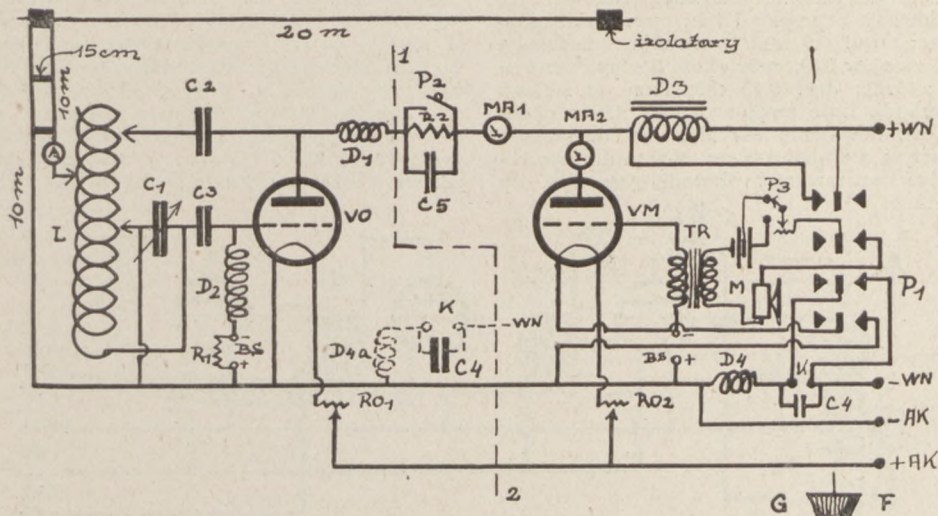 20 m
izolatory
15cm
10m
10m
A
L
C2
C1
C3
D2
R1
BS
+
VO
D1
1
P2
R2
C5
MA1
MA2
D3
+WN
VM
TR
P3
M
P1
D4a
K
C4
WN
BS
+
D4
K
C4
-WN
-AK
+AK
RO1
RO2
2
G F